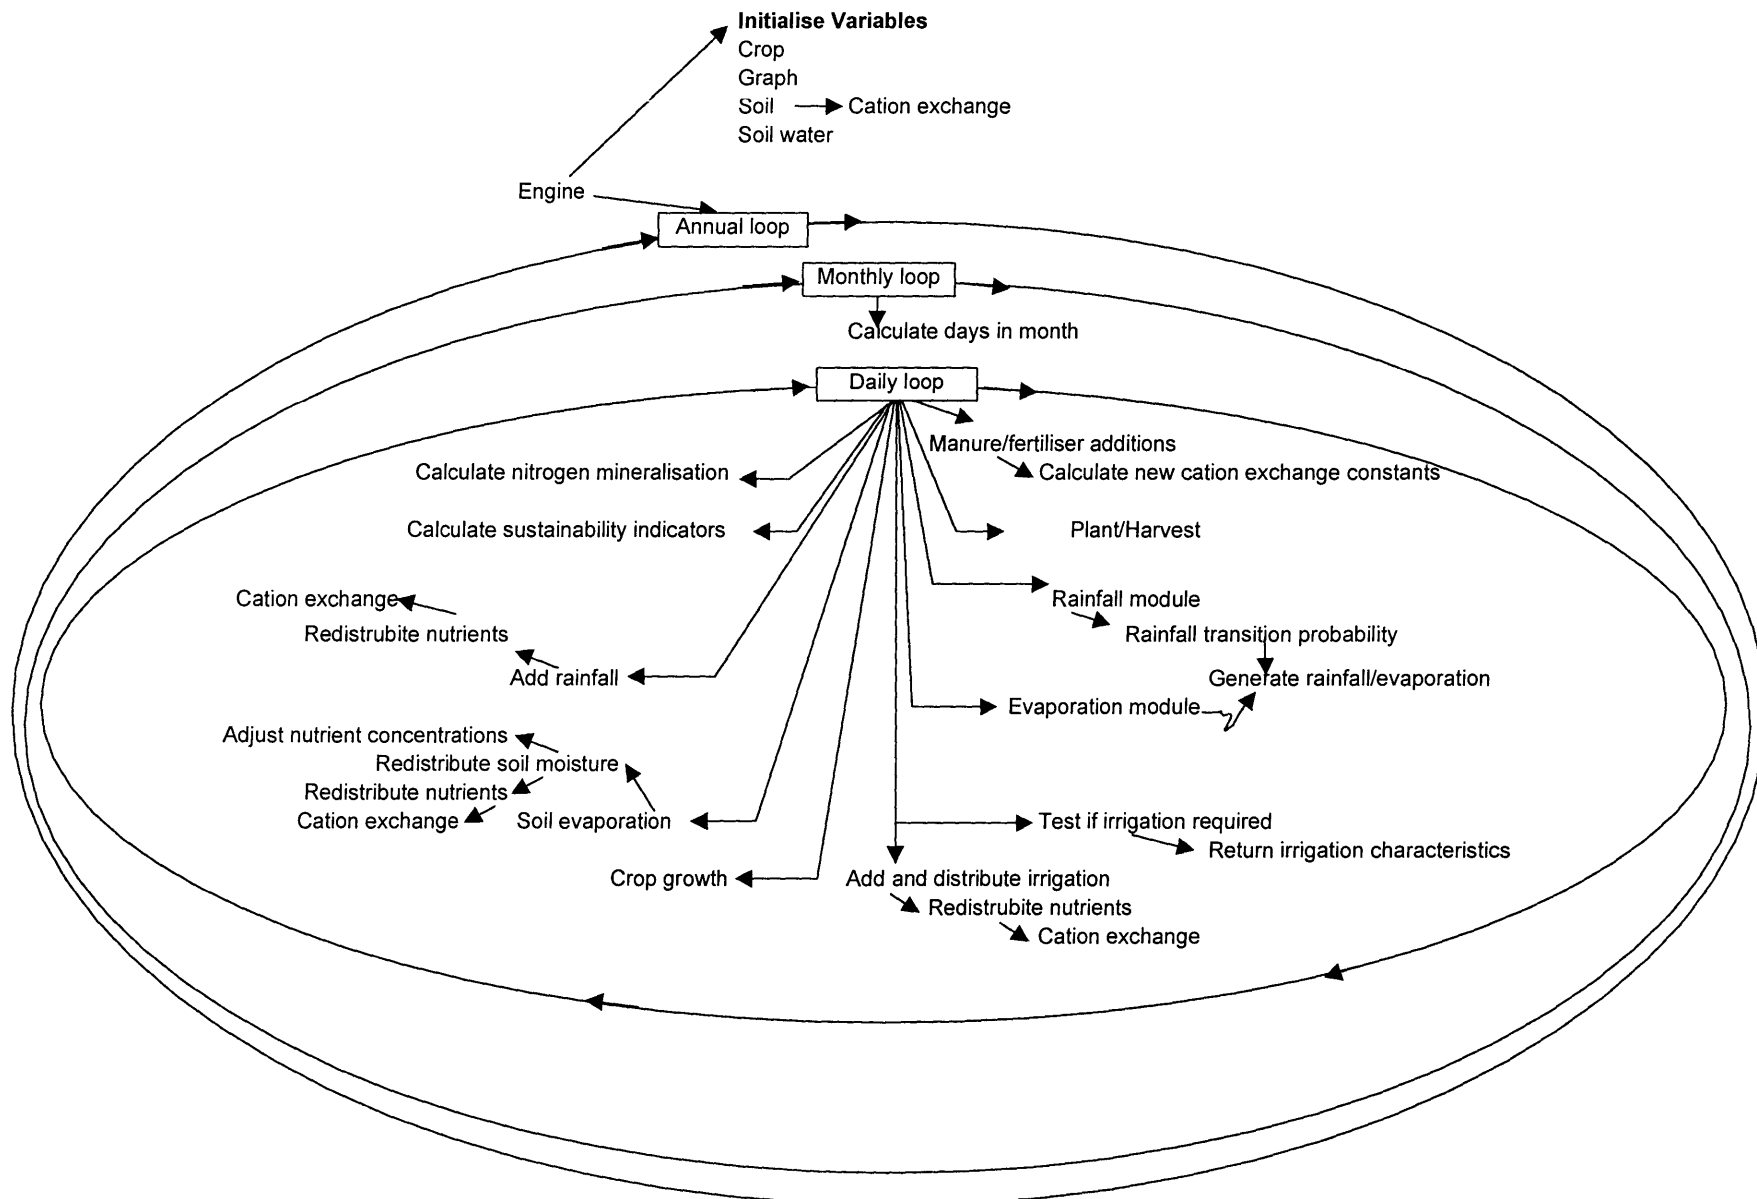 Initialise Variables
Crop
Graph
Soil
Cation exchange
Soil water
Engine
Annual loop
Monthly loop
Calculate days in month
Daily loop
Manure/fertiliser additions
Calculate nitrogen mineralisation
Calculate new cation exchange constants
Calculate sustainability indicators
Plant/Harvest
Cation exchange
Rainfall module
Redistrubite nutrients
Rainfall transition probability
Add rainfall
Generate rainfall/evaporation
Evaporation module
Adjust nutrient concentrations
Redistribute soil moisture
Redistribute nutrients
Cation exchange
Soil evaporation
Test if irrigation required
Return irrigation characteristics
Crop growth
Add and distribute irrigation
Redistrubite nutrients
Cation exchange